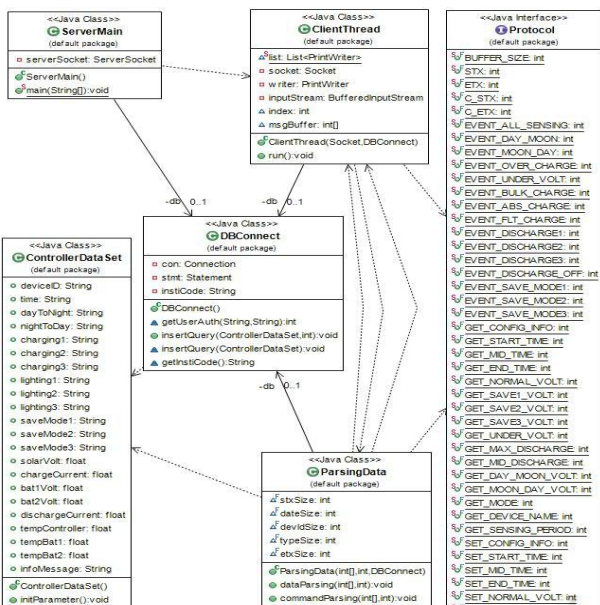 <<Java Class>>
ServerMain
(default package)
serverSocket: ServerSocket
ServerMain()
main(String[]):void
<<Java Class>>
ClientThread
(default package)
list: List<PrintWriter>
socket: Socket
writer: PrintWriter
inputStream: BufferedInputStream
index: int
msgBuffer: int[]
ClientThread(Socket,DBConnect)
run():void
-db 0..1
-db 0..1
<<Java Class>>
DBConnect
(default package)
con: Connection
stmt: Statement
instiCode: String
DBConnect()
getUserAuth(String,String):int
insertQuery(ControllerDataSet,int):void
insertQuery(ControllerDataSet):void
getInstiCode():String
-db 0..1
<<Java Class>>
ControllerDataSet
(default package)
deviceID: String
time: String
dayToNight: String
nightToDay: String
charging1: String
charging2: String
charging3: String
lighting1: String
lighting2: String
lighting3: String
saveMode1: String
saveMode2: String
saveMode3: String
solarVolt: float
chargeCurrent: float
bat1Volt: float
bat2Volt: float
dischargeCurrent: float
tempController: float
tempBat1: float
tempBat2: float
infoMessage: String
ControllerDataSet()
initParameter():void
<<Java Class>>
ParsingData
(default package)
stxSize: int
dateSize: int
devIdSize: int
typeSize: int
etxSize: int
ParsingData(int[],int,DBConnect)
dataParsing(int[],int):void
commandParsing(int[],int):void
<<Java Interface>>
Protocol
(default package)
BUFFER_SIZE: int
STX: int
ETX: int
C_STX: int
C_ETX: int
EVENT_ALL_SENSING: int
EVENT_DAY_MOON: int
EVENT_MOON_DAY: int
EVENT_OVER_CHARGE: int
EVENT_UNDER_VOLT: int
EVENT_BULK_CHARGE: int
EVENT_ABS_CHARGE: int
EVENT_FLT_CHARGE: int
EVENT_DISCHARGE1: int
EVENT_DISCHARGE2: int
EVENT_DISCHARGE3: int
EVENT_DISCHARGE_OFF: int
EVENT_SAVE_MODE1: int
EVENT_SAVE_MODE2: int
EVENT_SAVE_MODE3: int
GET_CONFIG_INFO: int
GET_START_TIME: int
GET_MID_TIME: int
GET_END_TIME: int
GET_NORMAL_VOLT: int
GET_SAVE1_VOLT: int
GET_SAVE2_VOLT: int
GET_SAVE3_VOLT: int
GET_UNDER_VOLT: int
GET_MAX_DISCHARGE: int
GET_MID_DISCHARGE: int
GET_DAY_MOON_VOLT: int
GET_MOON_DAY_VOLT: int
GET_MODE: int
GET_DEVICE_NAME: int
GET_SENSING_PERIOD: int
SET_CONFIG_INFO: int
SET_START_TIME: int
SET_MID_TIME: int
SET_END_TIME: int
SET_NORMAL_VOLT: int